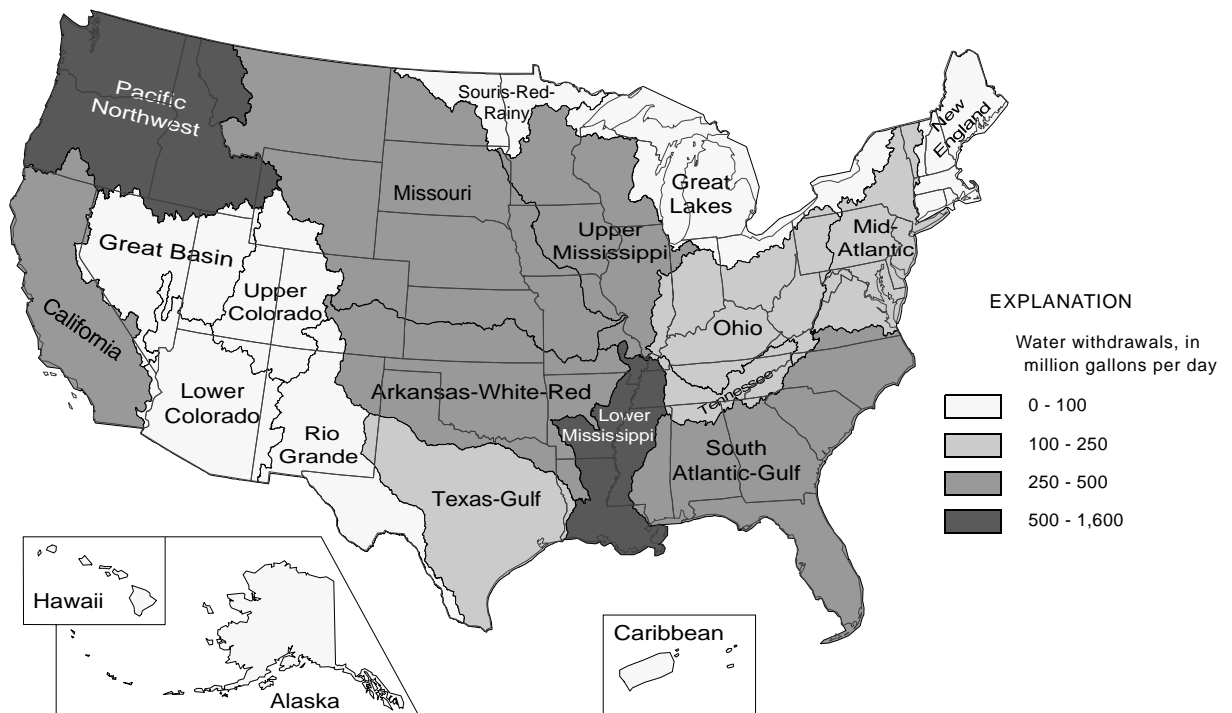 Pacific
Northwest
Souris-Red-
Rainy
New
England
Great
Lakes
Missouri
Upper
Mississippi
Mid-
Atlantic
Great Basin
Upper
Colorado
California
Ohio
Lower
Colorado
Arkansas-White-Red
Tennessee
Lower
Mississippi
Rio
Grande
South
Atlantic-Gulf
Texas-Gulf
Hawaii
Alaska
Caribbean
EXPLANATION
Water withdrawals, in
million gallons per day
0 - 100
100 - 250
250 - 500
500 - 1,600